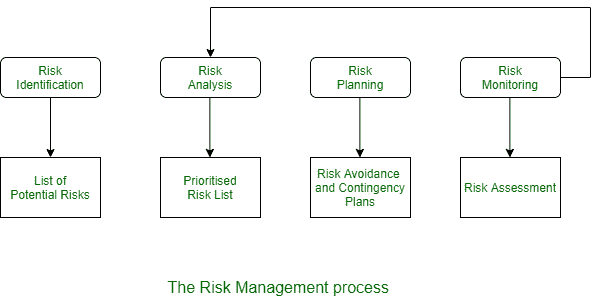 Risk
Identification
Risk
Analysis
Risk
Planning
Risk
Monitoring
List of
Potential Risks
Prioritised
Risk List
Risk Avoidance
and Contingency
Plans
Risk Assessment
The Risk Management process